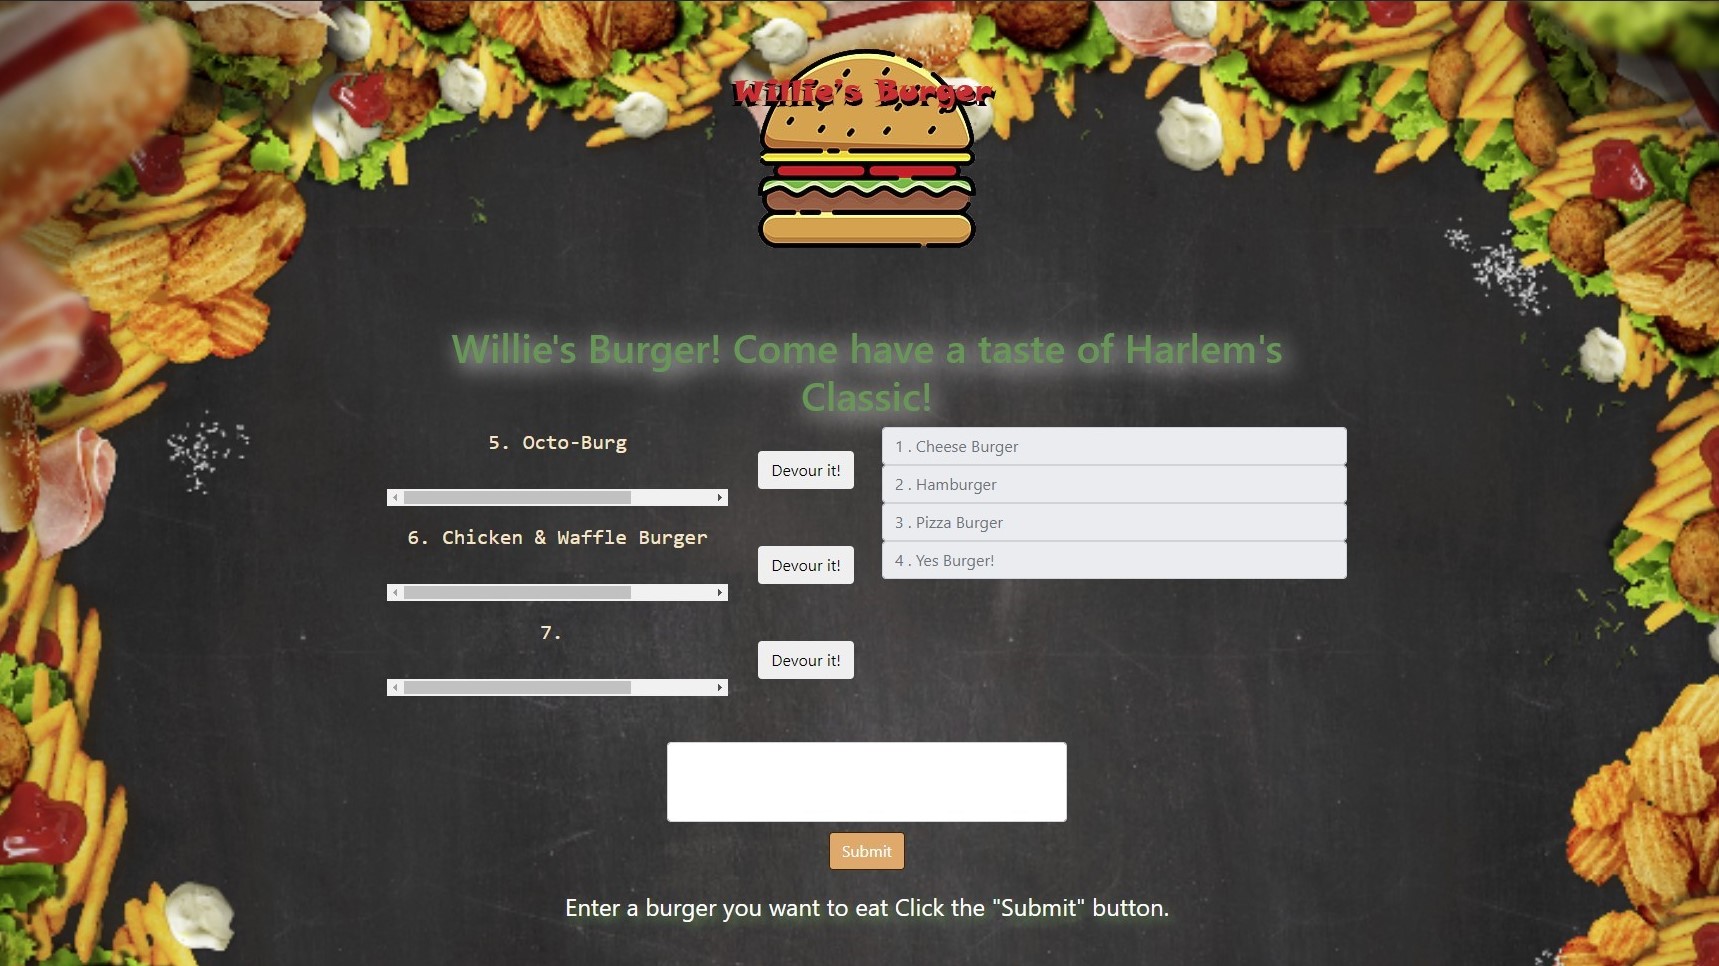 Willie's Burger
Willie's Burger! Come have a taste of Harlem's
Classic!
5. Octo-Burg
Devour it!
6. Chicken & Waffle Burger
Devour it!
7.
Devour it!
1 . Cheese Burger
2 . Hamburger
3 . Pizza Burger
4 . Yes Burger!
Submit
Enter a burger you want to eat Click the "Submit" button.